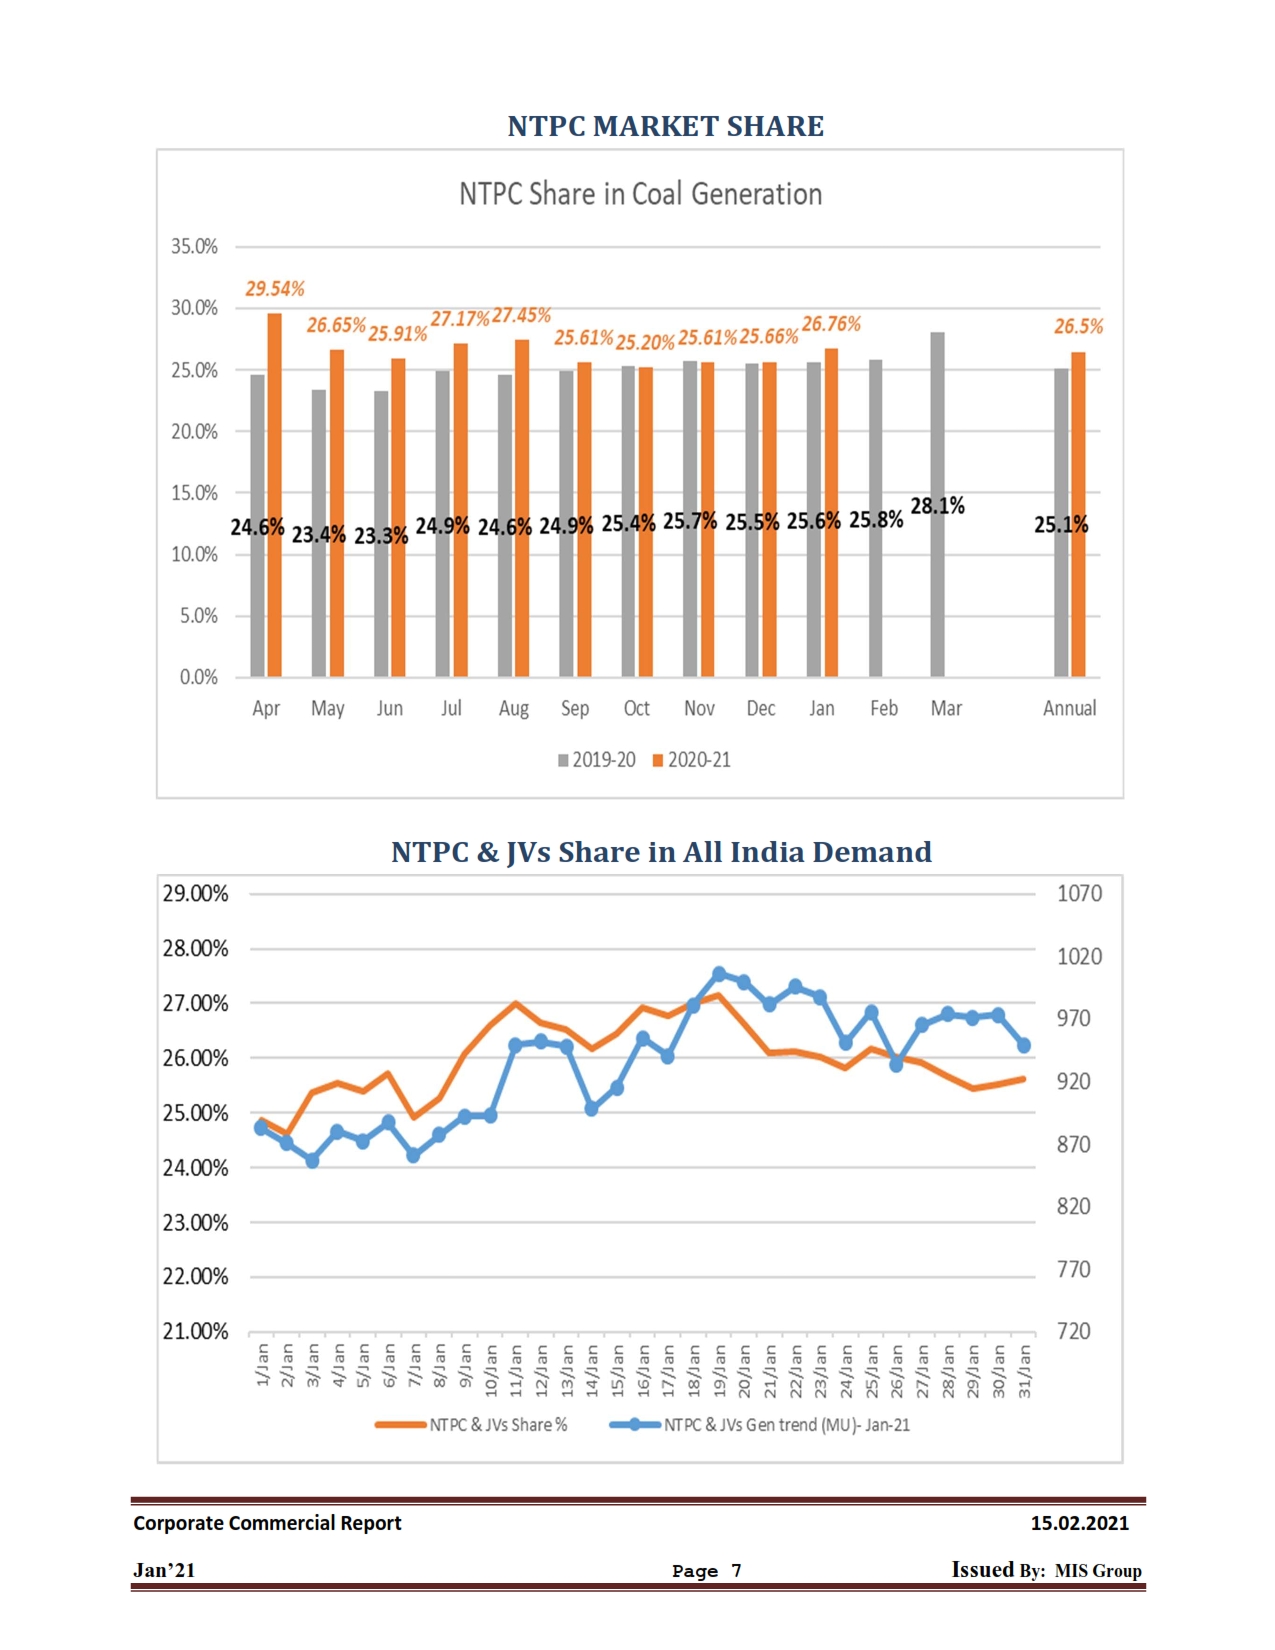 NTPC MARKET SHARE
NTPC Share in Coal Generation
35.0%
30.0%
25.0%
20.0%
15.0%
10.0%
5.0%
0.0%
29.54%
26.65%
25.91%
27.17%
27.45%
25.61%
25.20%
25.61%
25.66%
26.76%
26.5%
24.6%
23.4%
23.3%
24.9%
24.6%
24.9%
25.4%
25.7%
25.5%
25.6%
25.8%
28.1%
25.1%
Apr May Jun Jul Aug Sep Oct Nov Dec Jan Feb Mar Annual
2019-20 2020-21
NTPC & JVs Share in All India Demand
29.00%
28.00%
27.00%
26.00%
25.00%
24.00%
23.00%
22.00%
21.00%
1070
1020
970
920
870
820
770
720
1/Jan
2/Jan
3/Jan
4/Jan
5/Jan
6/Jan
7/Jan
8/Jan
9/Jan
10/Jan
11/Jan
12/Jan
13/Jan
14/Jan
15/Jan
16/Jan
17/Jan
18/Jan
19/Jan
20/Jan
21/Jan
22/Jan
23/Jan
24/Jan
25/Jan
26/Jan
27/Jan
28/Jan
29/Jan
30/Jan
31/Jan
NTPC & JVs Share % NTPC & JVs Gen trend (MU)- Jan-21
Corporate Commercial Report 15.02.2021
Jan’21 Page 7 Issued By: MIS Group